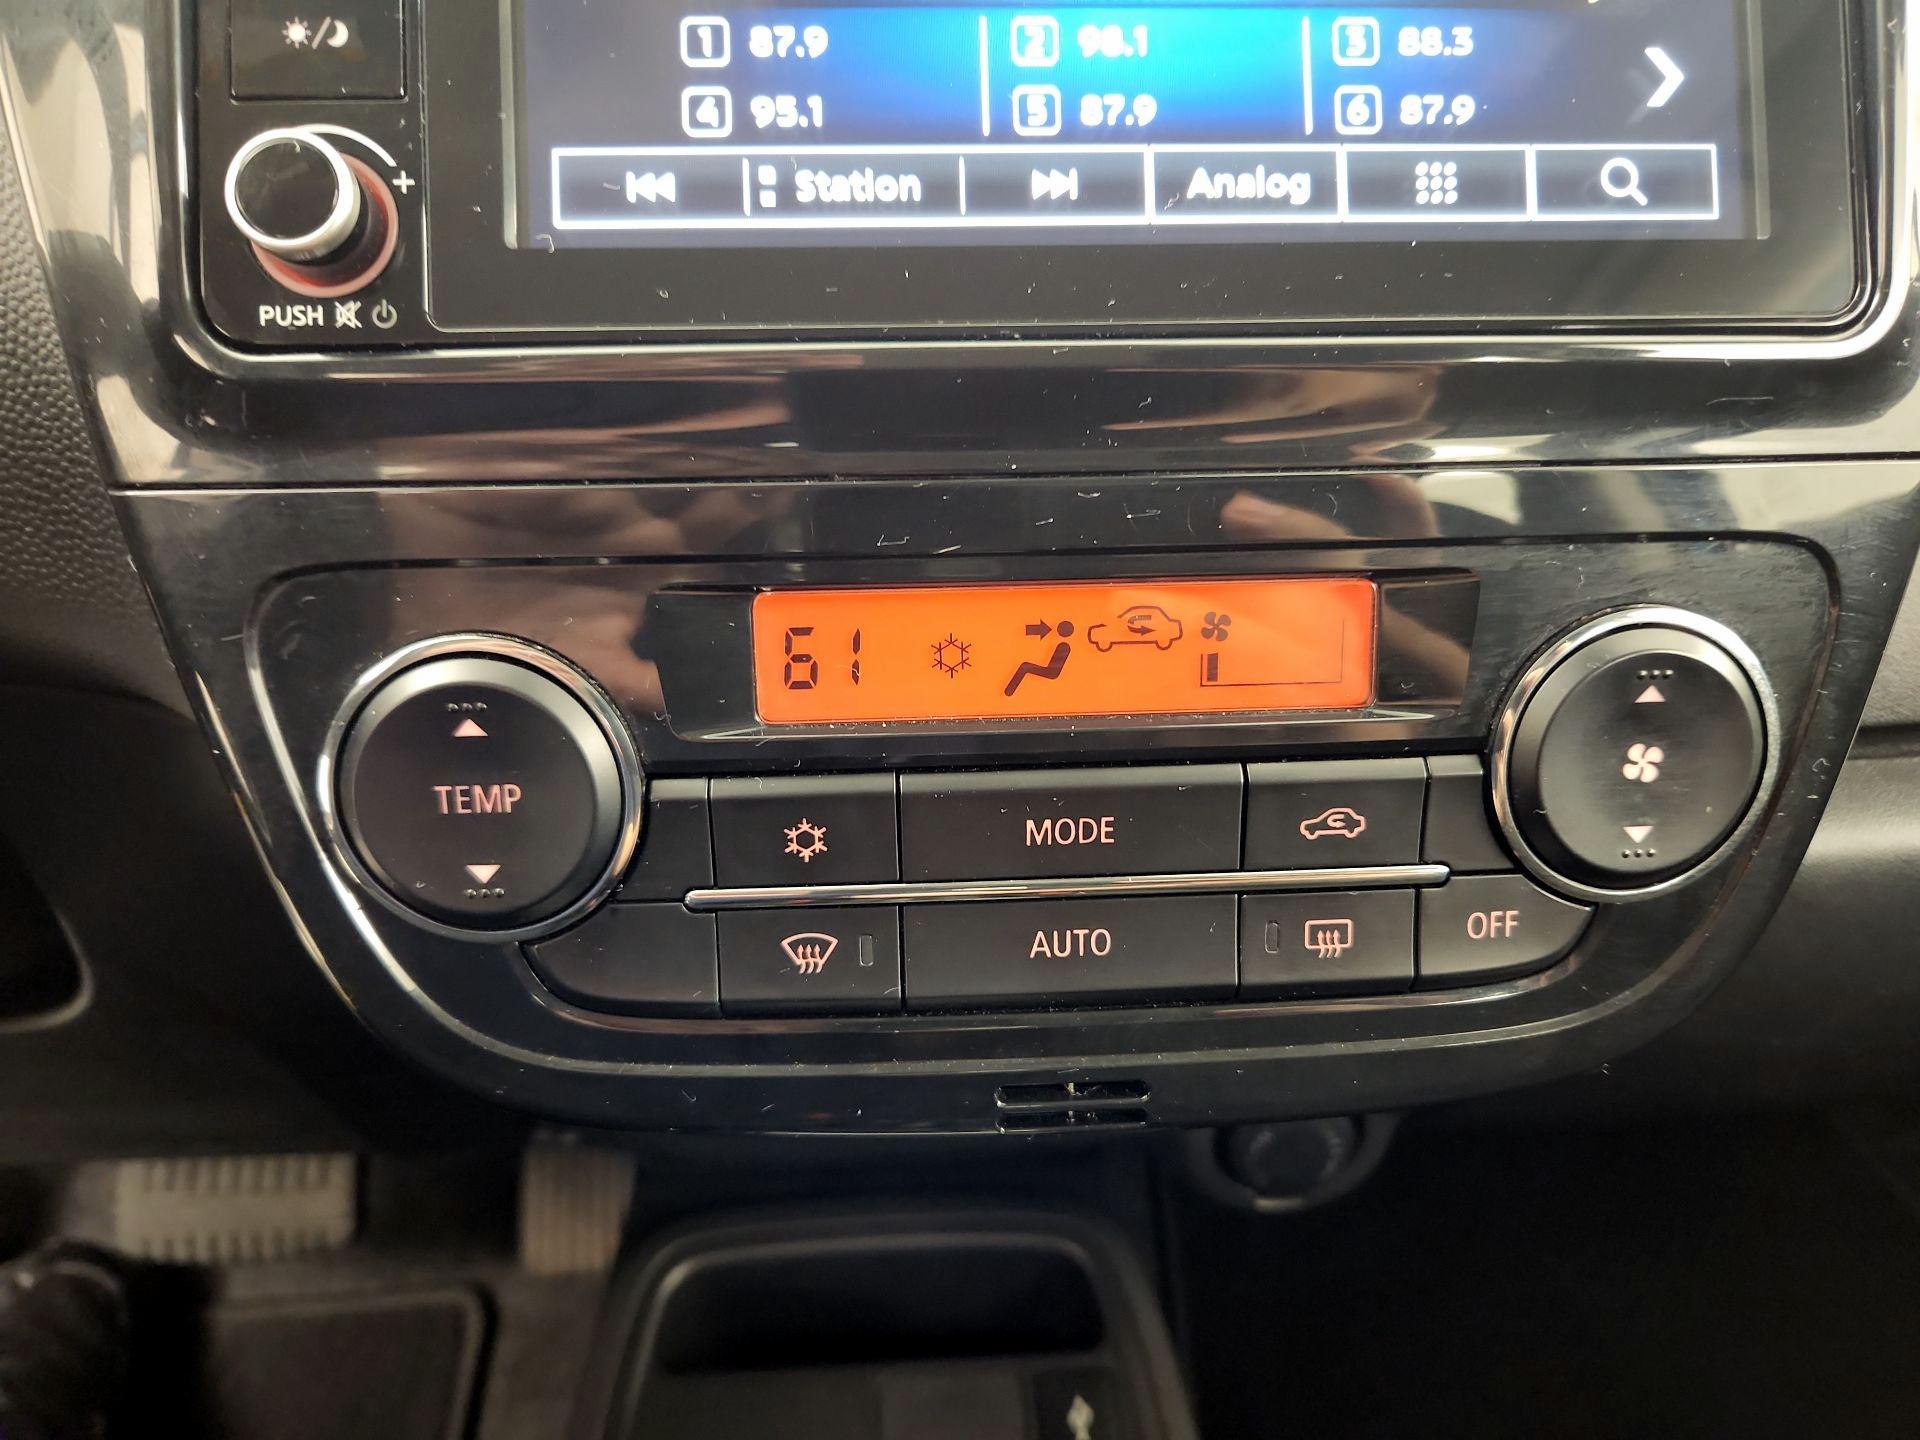 1 87.9 2 98.1 3 88.3
4 95.1 5 87.9 6 87.9
Station Analog
+
PUSH
61
TEMP
MODE
AUTO
OFF